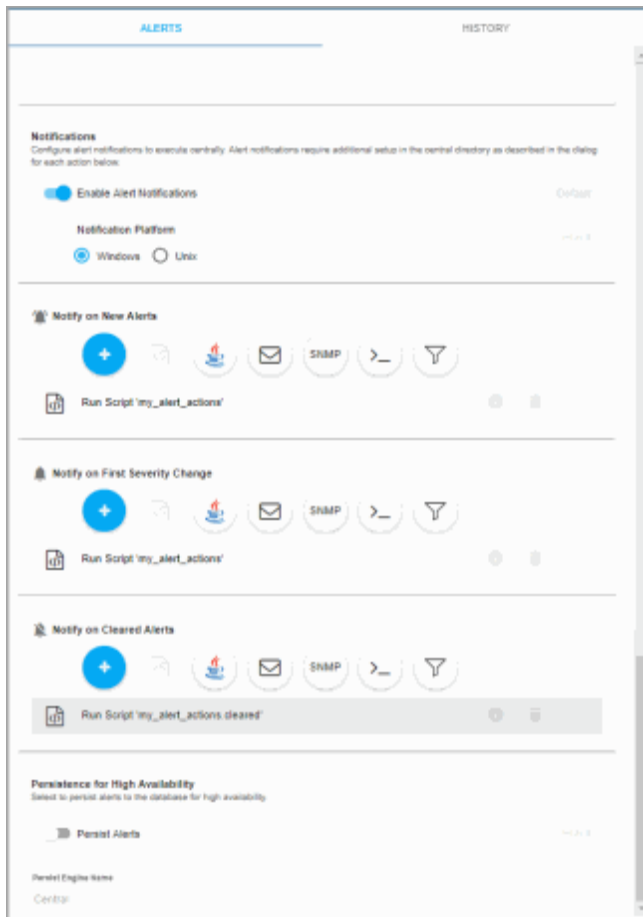 ALERTS
HISTORY
Notifications
Configure alert notifications to execute centrally. Alert notifications require additional setup in the central directory as described in the dialog
for each action below.
Enable Alert Notifications
Default
Notification Platform
Windows
Unix
Notify on New Alerts
SNMP
Run Script 'my_alert_actions'
Notify on First Severity Change
SNMP
Run Script 'my_alert_actions'
Notify on Cleared Alerts
SNMP
Run Script 'my_alert_actions.cleared'
Persistence for High Availability
Select to persist alerts to the database for high availability
Persist Alerts
Persist Engine Name
Central